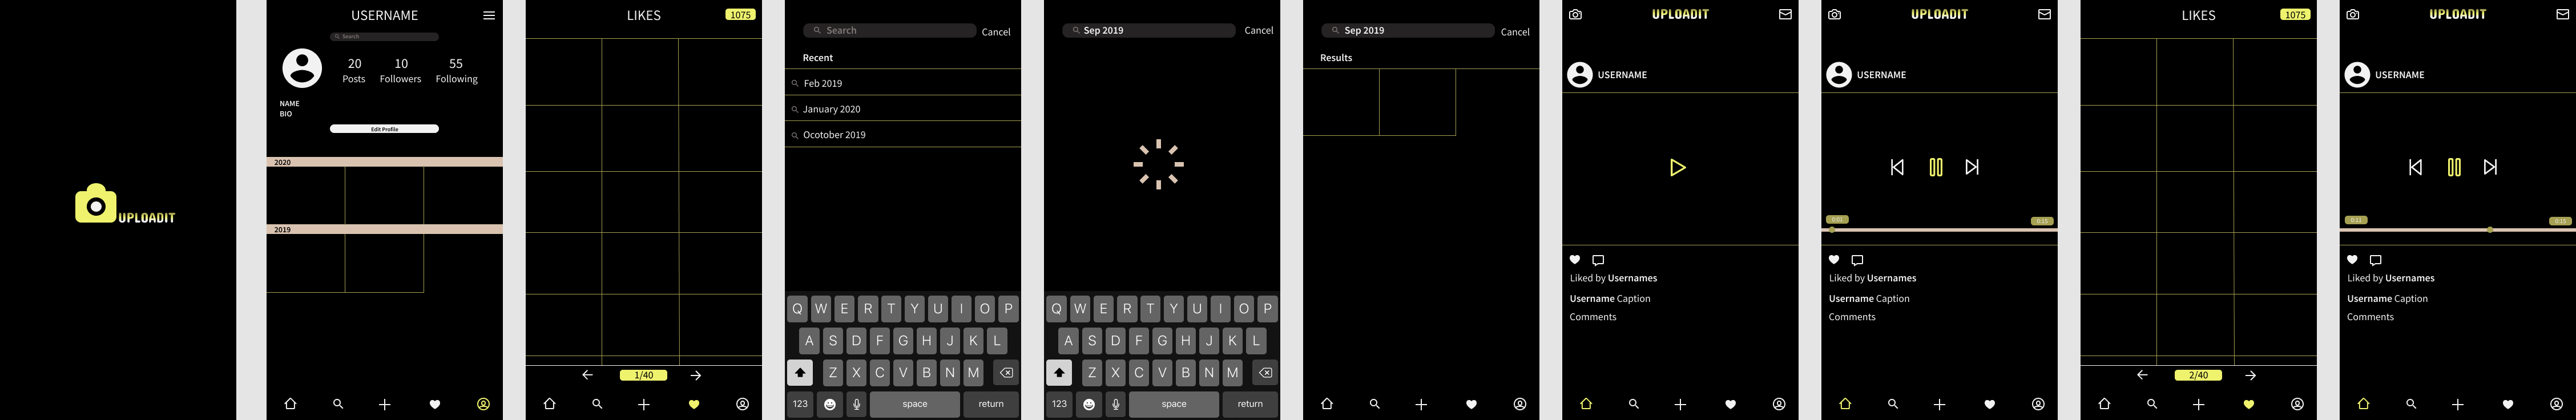 UPLOADIT
USERNAME
Search
20
10
55
Posts
Followers
Following
NAME
BIO
Edit Profile
2020
2019
LIKES
1075
1/40
Search
Cancel
Recent
Feb 2019
January 2020
Ocotober 2019
Q W E R T Y U I O P
A S D F G H J K L
Z X C V B N M
123
space
return
Sep 2019
Cancel
Q W E R T Y U I O P
A S D F G H J K L
Z X C V B N M
123
space
return
Sep 2019
Cancel
Results
UPLOADIT
USERNAME
Liked by Usernames
Username Caption
Comments
UPLOADIT
USERNAME
0:01
0:15
Liked by Usernames
Username Caption
Comments
LIKES
1075
2/40
UPLOADIT
USERNAME
0:11
0:15
Liked by Usernames
Username Caption
Comments